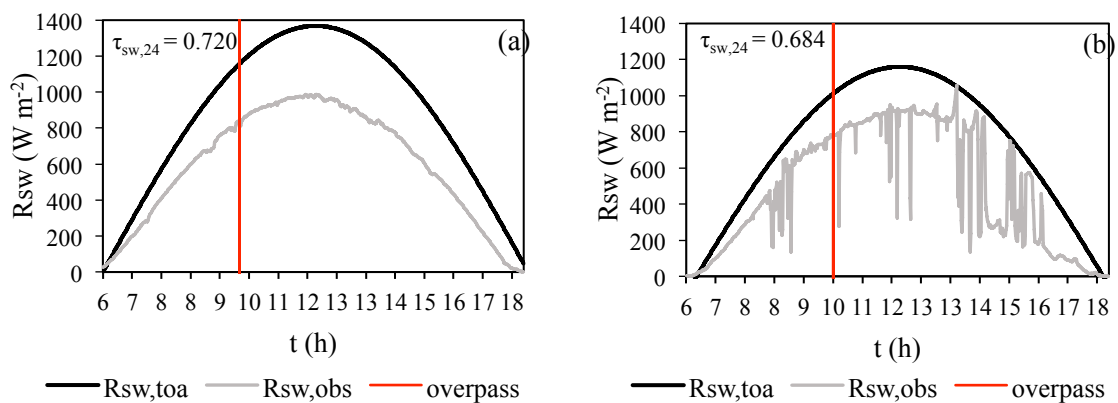 τsw,24 = 0.720
(a)
Rsw (W m-2)
1400
1200
1000
800
600
400
200
0
6 7 8 9 10 11 12 13 14 15 16 17 18
t (h)
Rsw,toa Rsw,obs overpass
τsw,24 = 0.684
(b)
Rsw (W m-2)
1400
1200
1000
800
600
400
200
0
6 7 8 9 10 11 12 13 14 15 16 17 18
t (h)
Rsw,toa Rsw,obs overpass